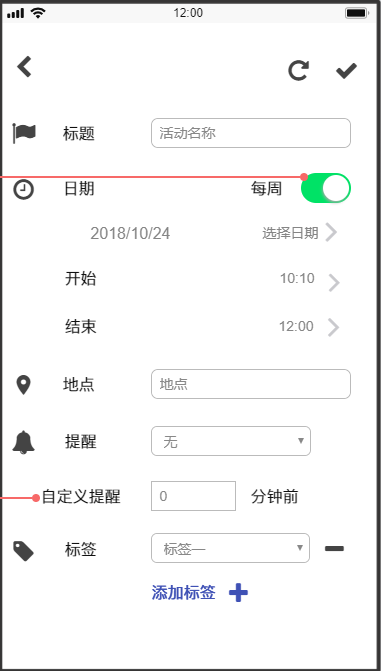 12:00
标题 活动名称
日期 每周
2018/10/24 选择日期
开始 10:10
结束 12:00
地点 地点
提醒 无
自定义提醒 0 分钟前
标签 标签一
添加标签